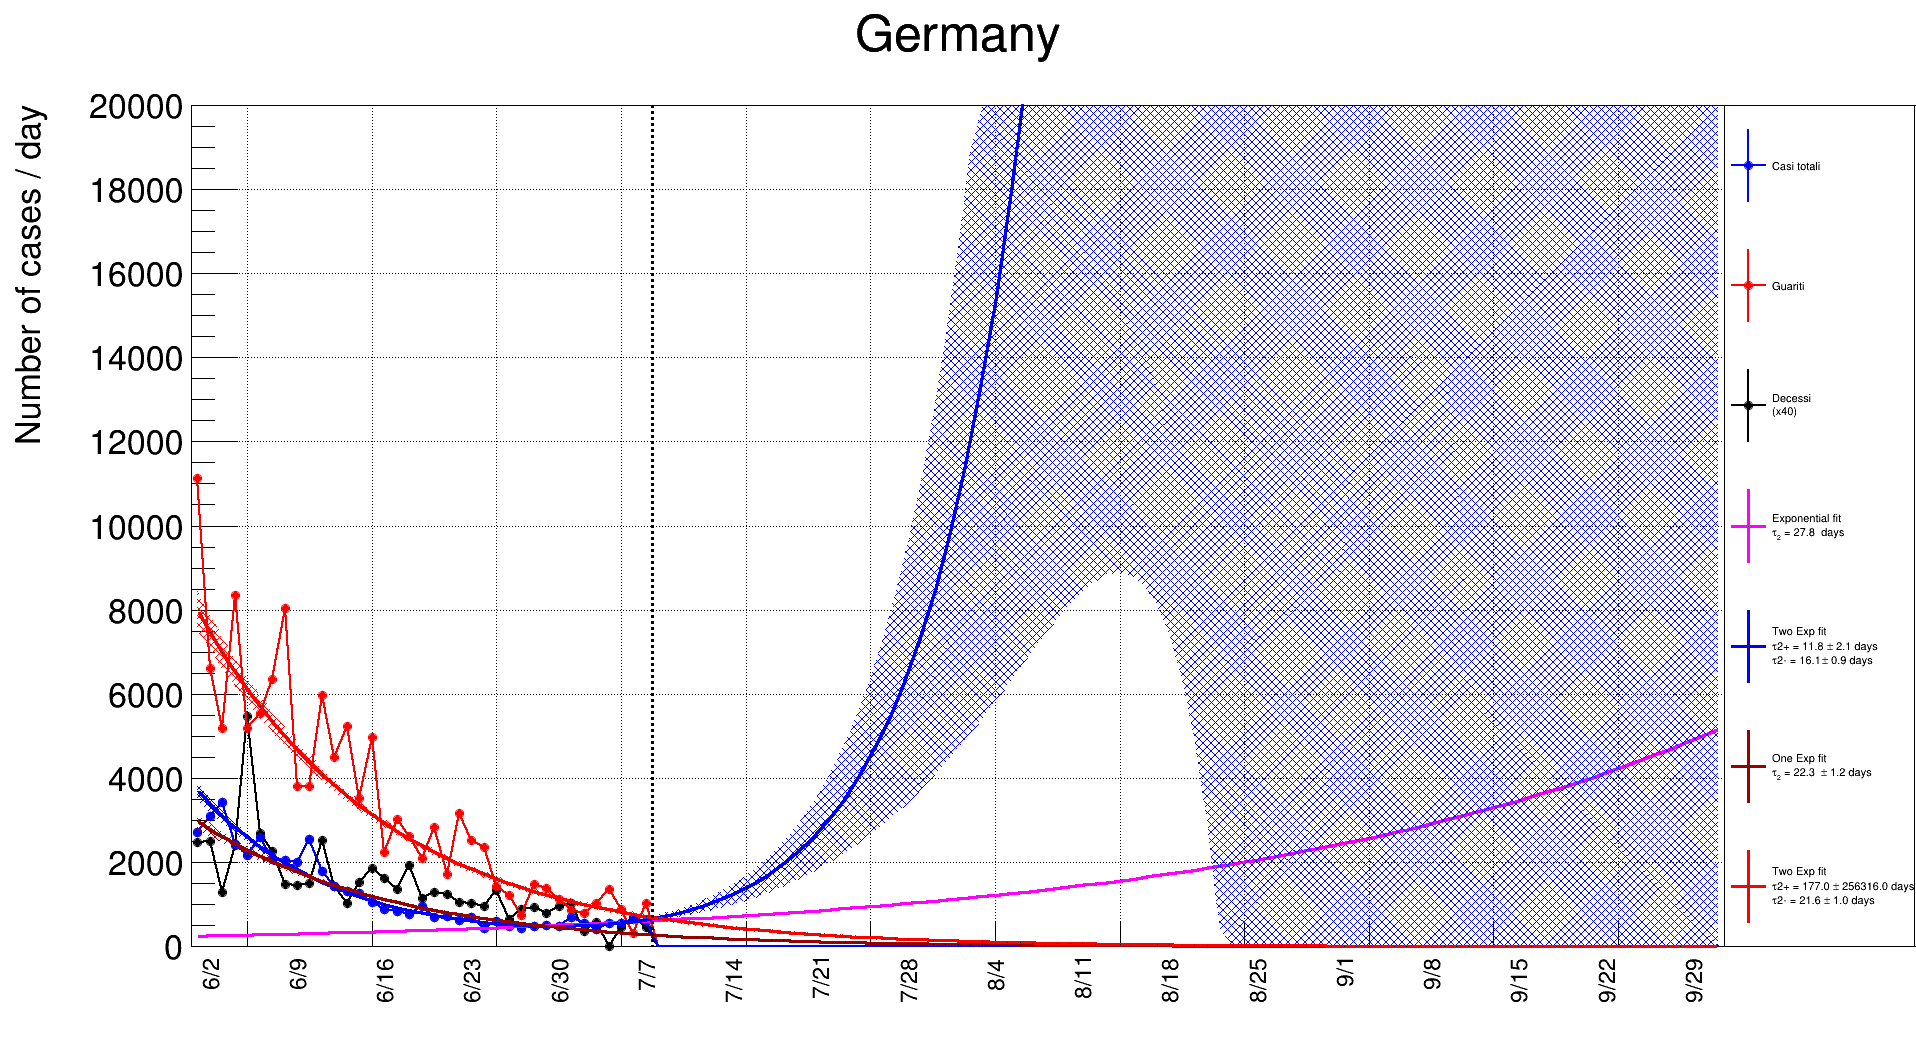 Germany
Number of cases / day
20000
18000
16000
14000
12000
10000
8000
6000
4000
2000
0
6/2
6/9
6/16
6/23
6/30
7/7
7/14
7/21
7/28
8/4
8/11
8/18
8/25
9/1
9/8
9/15
9/22
9/29
Casi totali
Guariti
Decessi
(x40)
Exponential fit
τ2 = 27.8 days
Two Exp fit
τ2+ = 11.8 ± 2.1 days
τ2- = 16.1 ± 0.9 days
One Exp fit
τ2 = 22.3 ± 1.2 days
Two Exp fit
τ2+ = 177.0 ± 256316.0 days
τ2- = 21.6 ± 1.0 days